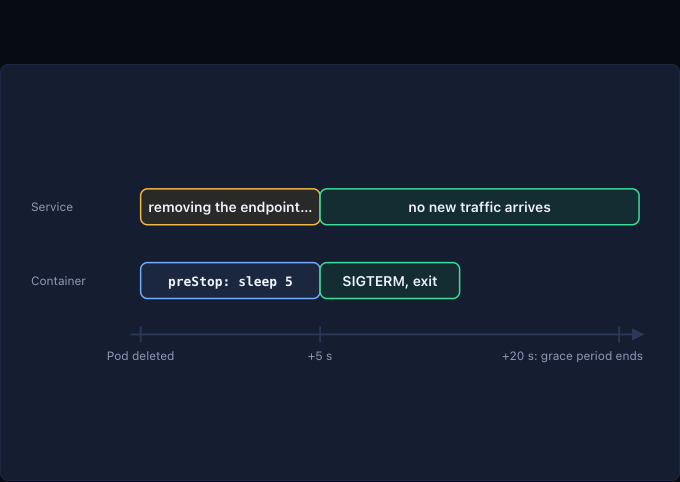 Service
removing the endpoint...
no new traffic arrives
Container
preStop: sleep 5
SIGTERM, exit
Pod deleted
+5 s
+20 s: grace period ends